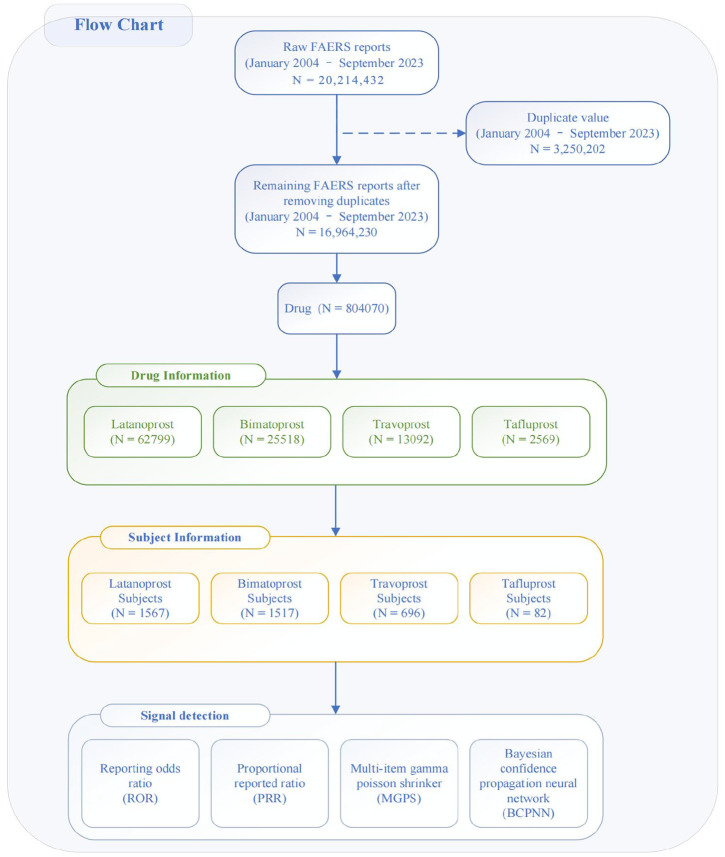 Flow Chart
Raw FAERS reports
(January 2004 – September 2023
N = 20,214,432
Duplicate value
(January 2004 – September 2023)
N = 3,250,202
Remaining FAERS reports after
removing duplicates
(January 2004 – September 2023)
N = 16,964,230
Drug (N = 804070)
Drug Information
Latanoprost
(N = 62799)
Bimatoprost
(N = 25518)
Travoprost
(N = 13092)
Tafluprost
(N = 2569)
Subject Information
Latanoprost
Subjects
(N = 1567)
Bimatoprost
Subjects
(N = 1517)
Travoprost
Subjects
(N = 696)
Tafluprost
Subjects
(N = 82)
Signal detection
Reporting odds
ratio
(ROR)
Proportional
reported ratio
(PRR)
Multi-item gamma
poisson shrinker
(MGPS)
Bayesian
confidence
propagation neural
network
(BCPNN)